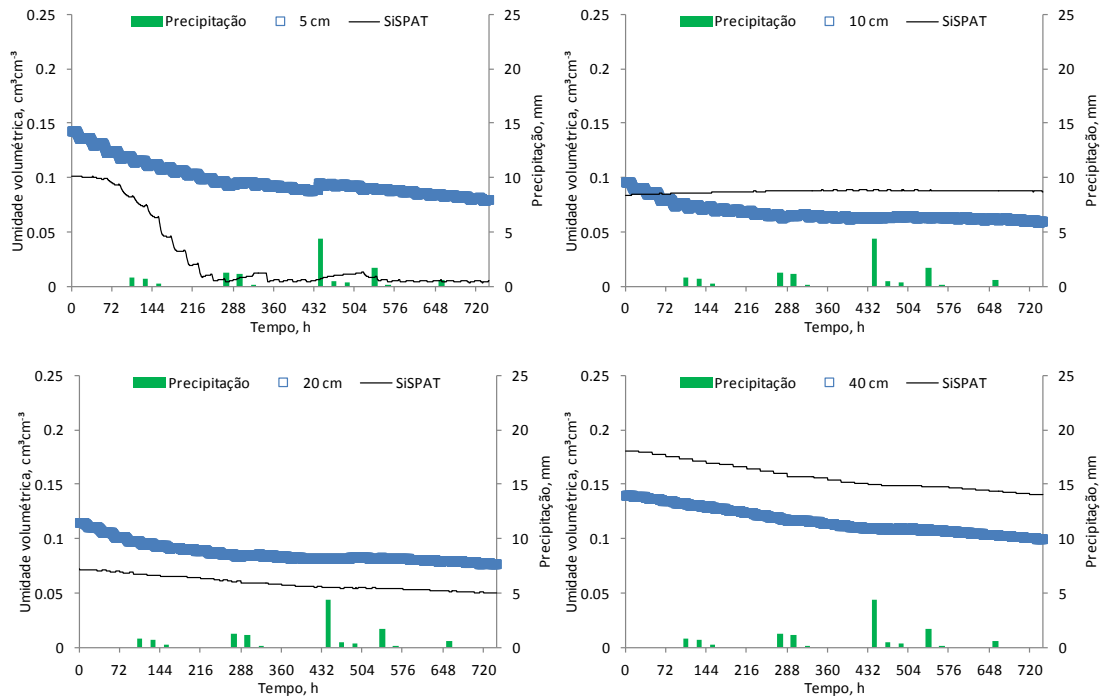 Precipitação 5 cm SiSPAT
0.25 25
0.2 20
0.15 15
0.1 10
0.05 5
0 0
Umidade volumétrica, cm³cm⁻³
Precipitação, mm
0 72 144 216 288 360 432 504 576 648 720
Tempo, h
Precipitação 10 cm SiSPAT
0.25 25
0.2 20
0.15 15
0.1 10
0.05 5
0 0
Umidade volumétrica, cm³cm⁻³
Precipitação, mm
0 72 144 216 288 360 432 504 576 648 720
Tempo, h
Precipitação 20 cm SiSPAT
0.25 25
0.2 20
0.15 15
0.1 10
0.05 5
0 0
Umidade volumétrica, cm³cm⁻³
Precipitação, mm
0 72 144 216 288 360 432 504 576 648 720
Tempo, h
Precipitação 40 cm SiSPAT
0.25 25
0.2 20
0.15 15
0.1 10
0.05 5
0 0
Umidade volumétrica, cm³cm⁻³
Precipitação, mm
0 72 144 216 288 360 432 504 576 648 720
Tempo, h